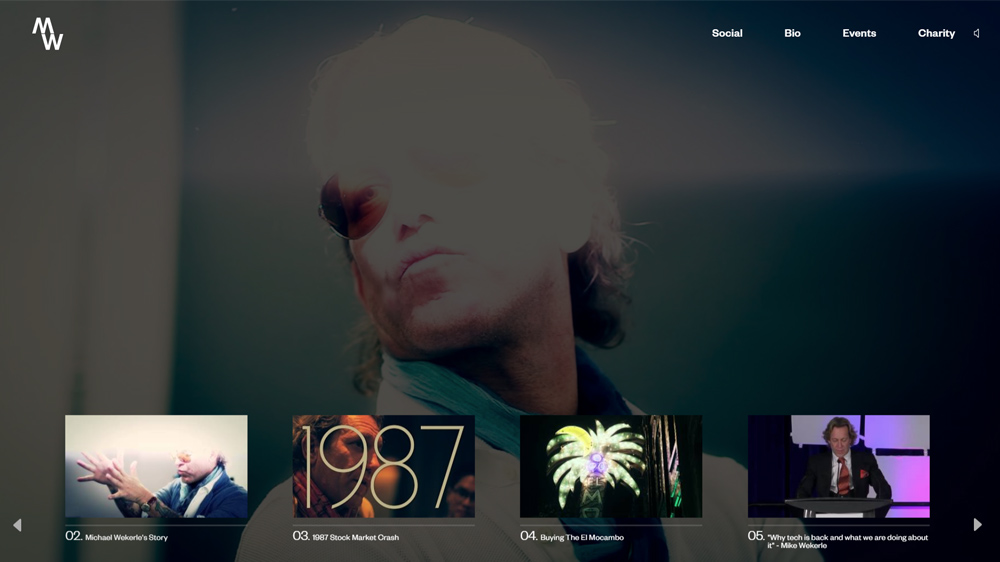 M
W
Social
Bio
Events
Charity
1987
02. Michael Wekerle's Story
03. 1987 Stock Market Crash
04. Buying The El Mocambo
05. "Why tech is back and what we are doing about
it" - Mike Wekerle